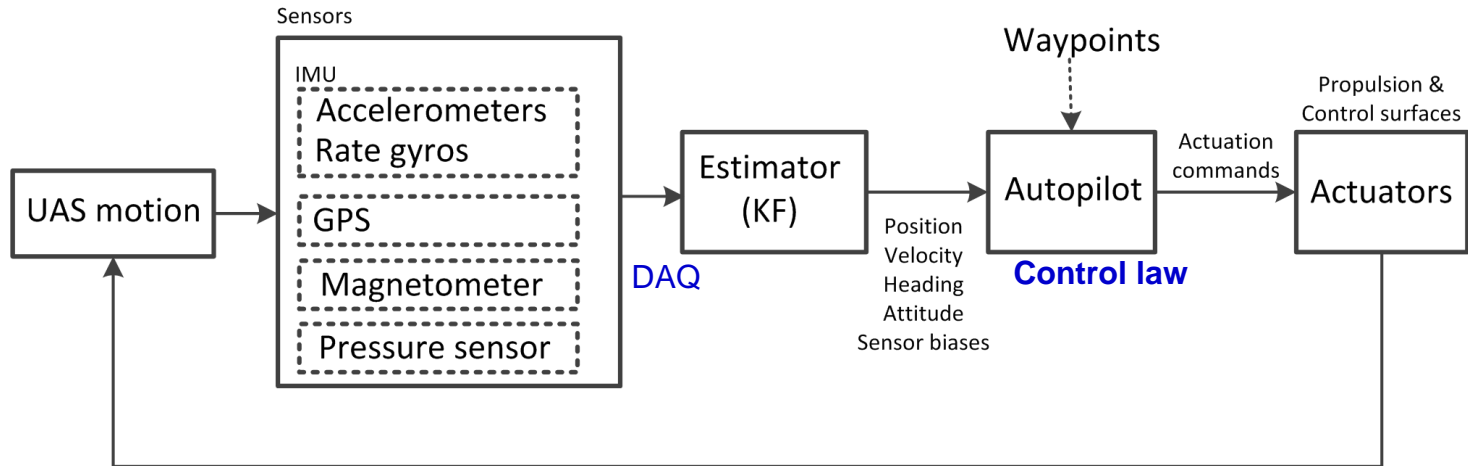 Sensors
IMU
Accelerometers
Rate gyros
GPS
Magnetometer
Pressure sensor
UAS motion
DAQ
Estimator
(KF)
Position
Velocity
Heading
Attitude
Sensor biases
Waypoints
Autopilot
Control law
Actuation
commands
Propulsion &
Control surfaces
Actuators